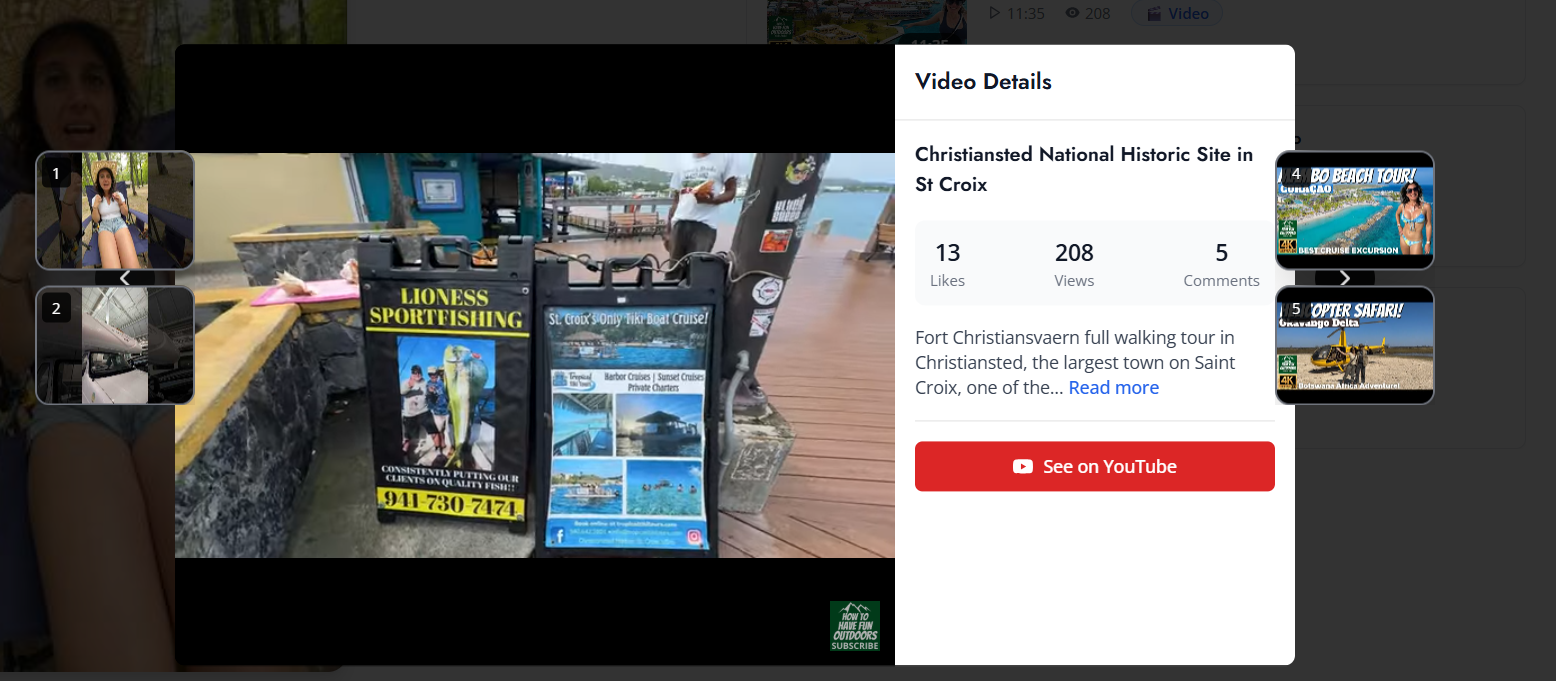 11:35
208
Video
Video Details
Christiansted National Historic Site in
St Croix
13
208
5
Likes
Views
Comments
Fort Christiansvaern full walking tour in
Christiansted, the largest town on Saint
Croix, one of the... Read more
See on YouTube
1
2
LIONESS
SPORTFISHING
CONSISTENTLY PUTTING OUR
CLIENTS ON QUALITY FISH!!
941-730-7474
St. Croix's Only Tiki Boat Cruise!
Tropical
Harbor Cruises | Sunset Cruises
Private Charters
HOW TO
HAVE FUN
OUTDOORS
SUBSCRIBE
4
BO BEACH TOUR!
CURACAO
4K
BEST CRUISE EXCURSION
5
COPTER SAFARI!
Okavango Delta
4K
Botswana Africa Adventure!